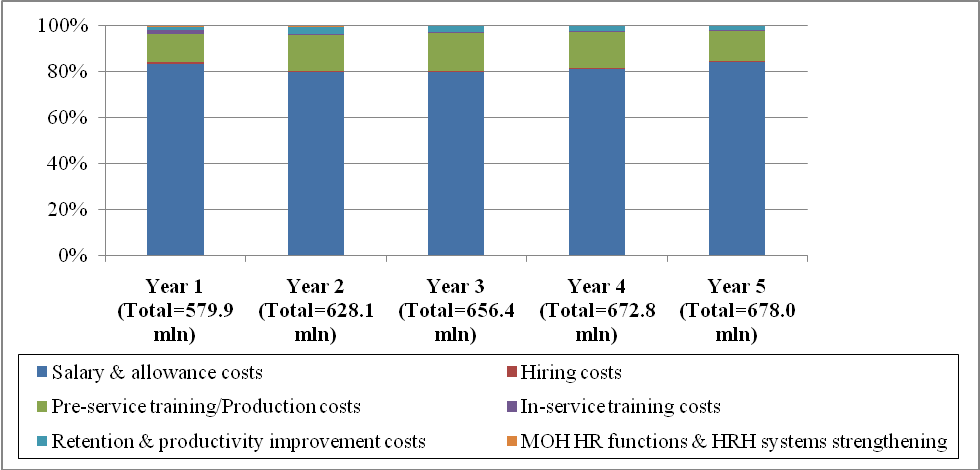 100%
80%
60%
40%
20%
0%
Year 1 Year 2 Year 3 Year 4 Year 5
(Total=579.9 (Total=628.1 (Total=656.4 (Total=672.8 (Total=678.0
mln) mln) mln) mln) mln)
Salary & allowance costs Hiring costs
Pre-service training/Production costs In-service training costs
Retention & productivity improvement costs MOH HR functions & HRH systems strengthening